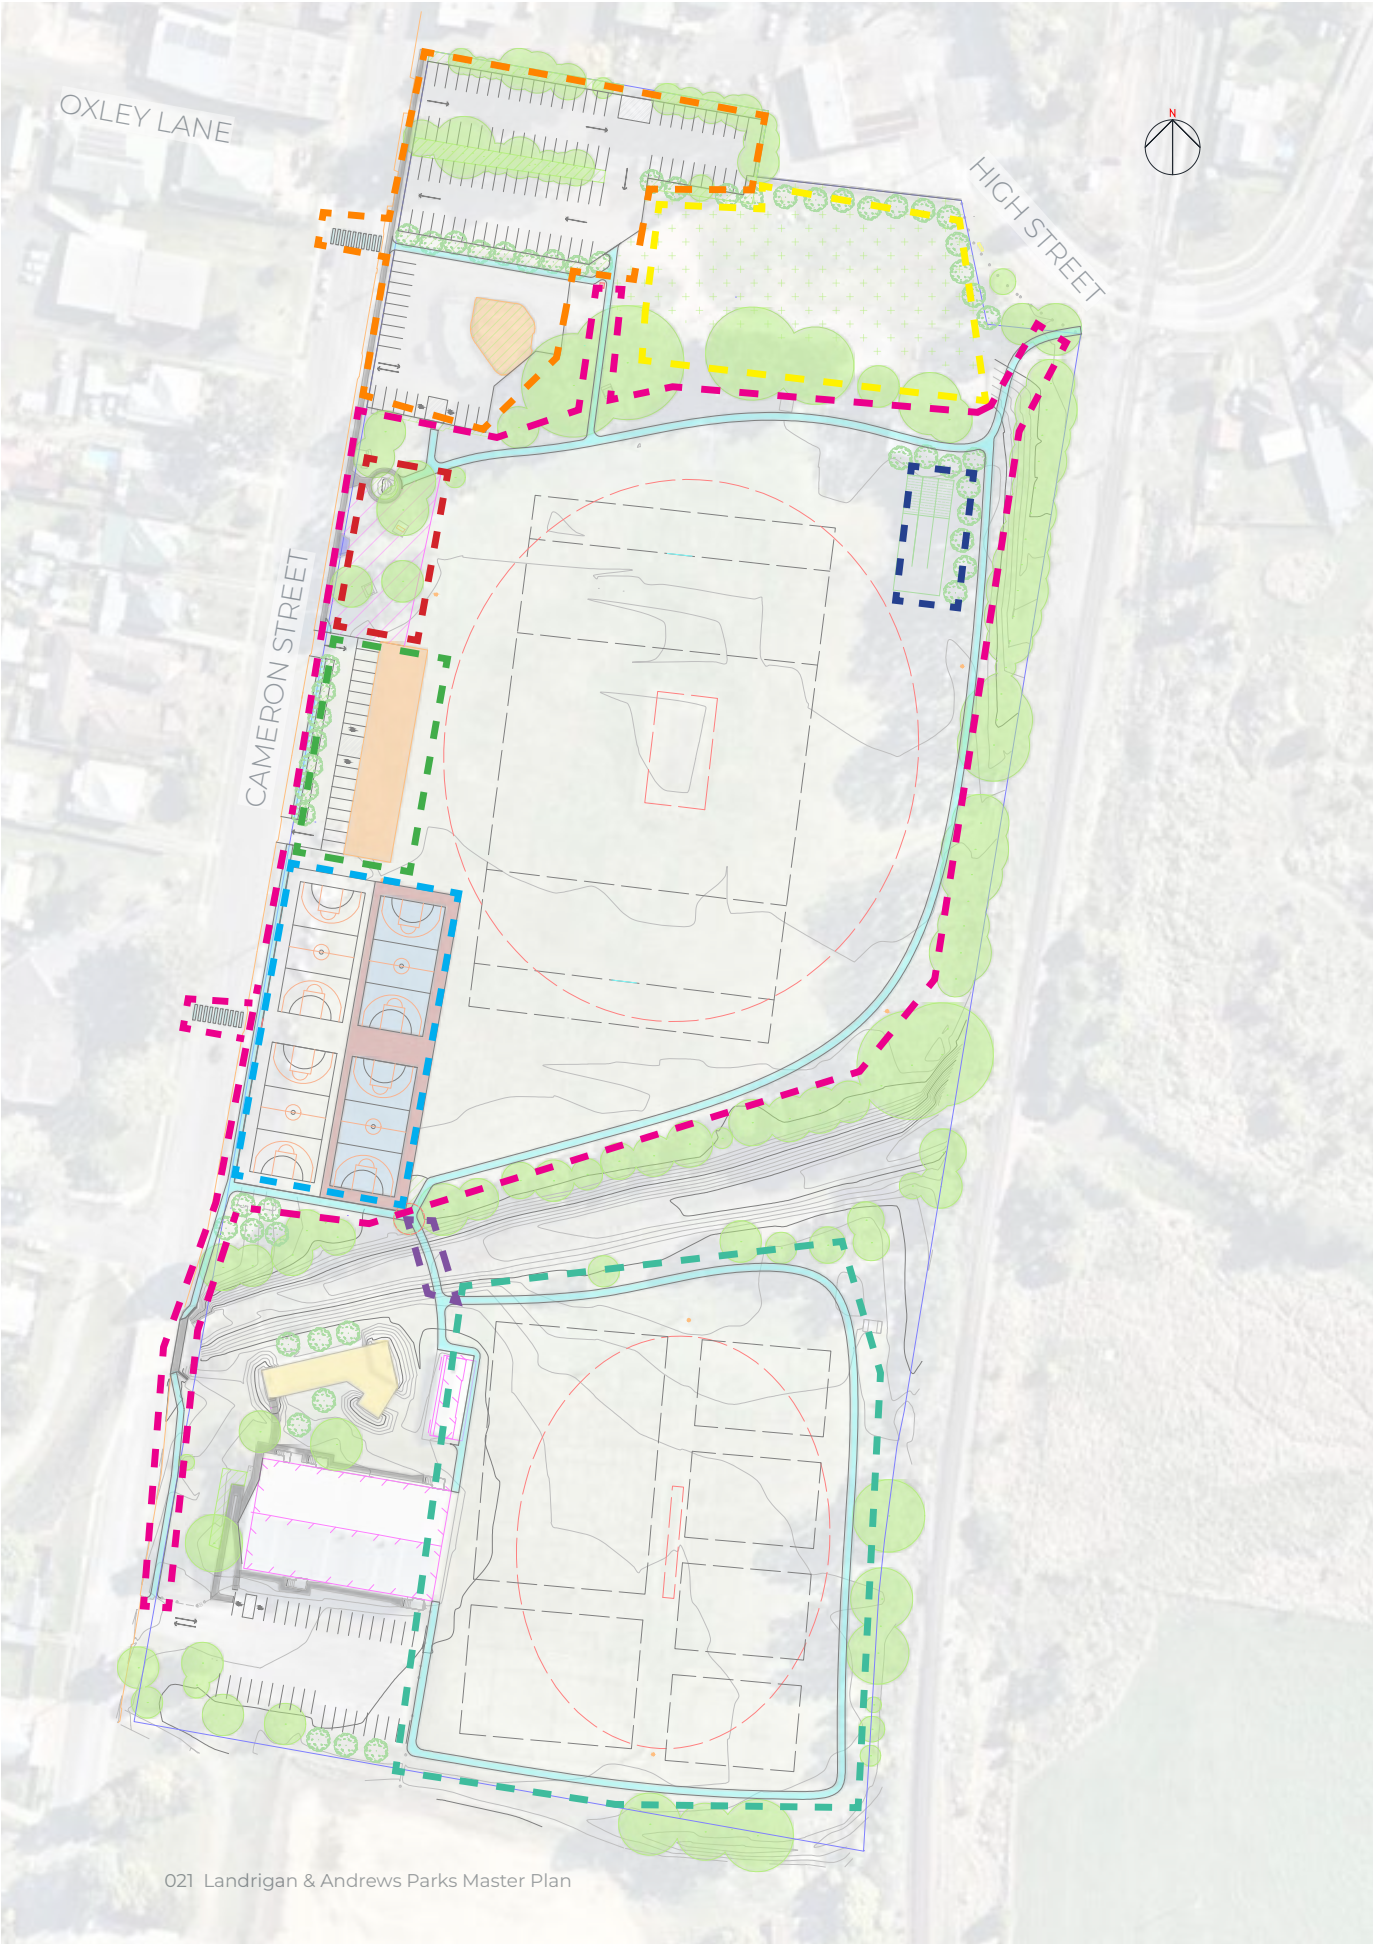 N
OXLEY LANE
HIGH STREET
CAMERON STREET
021 Landrigan & Andrews Parks Master Plan